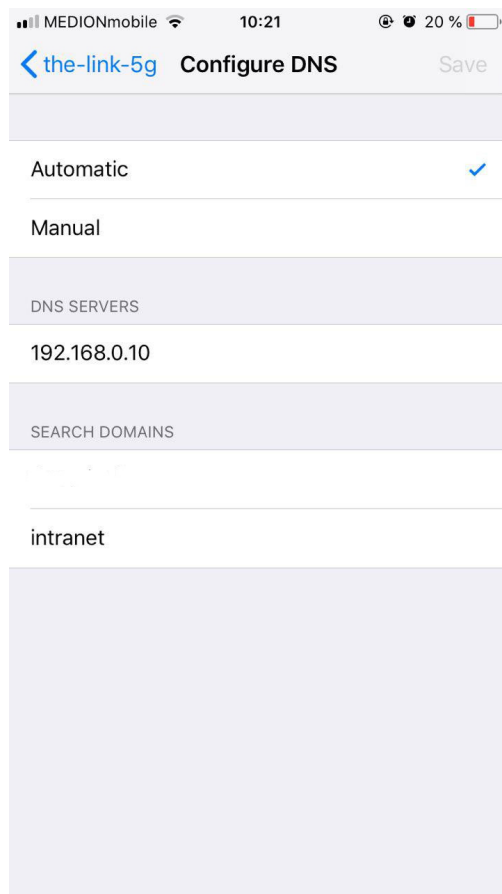 MEDIONmobile 10:21 20 %
the-link-5g Configure DNS Save
Automatic
Manual
DNS SERVERS
192.168.0.10
SEARCH DOMAINS
intranet